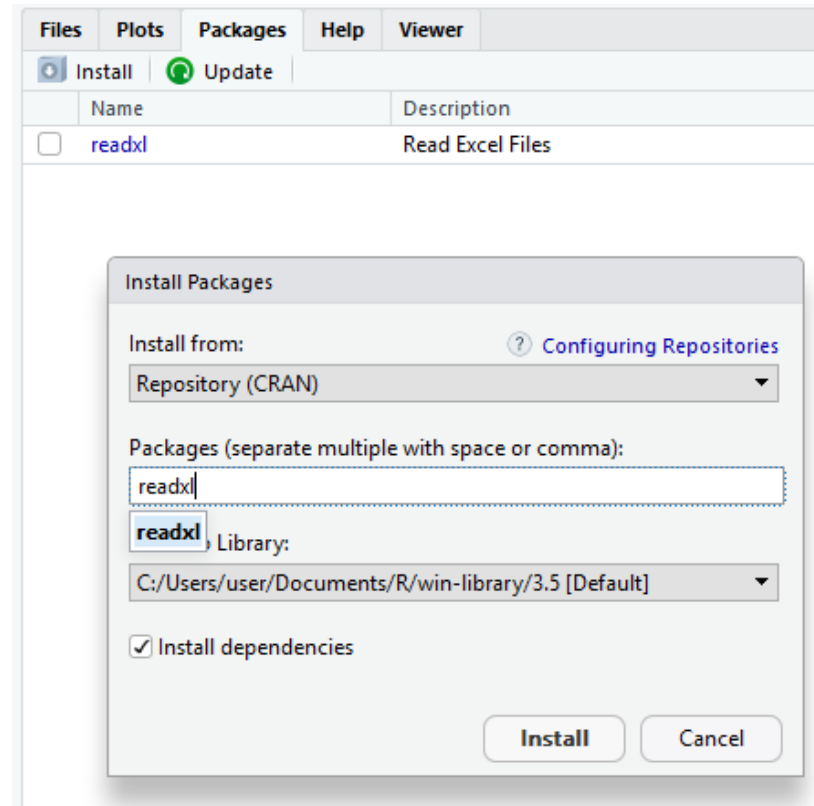 Files Plots Packages Help Viewer
Install Update
Name Description
readxl Read Excel Files
Install Packages
Install from: ? Configuring Repositories
Repository (CRAN)
Packages (separate multiple with space or comma):
readxl
readxl
Library:
C:/Users/user/Documents/R/win-library/3.5 [Default]
Install dependencies
Install Cancel